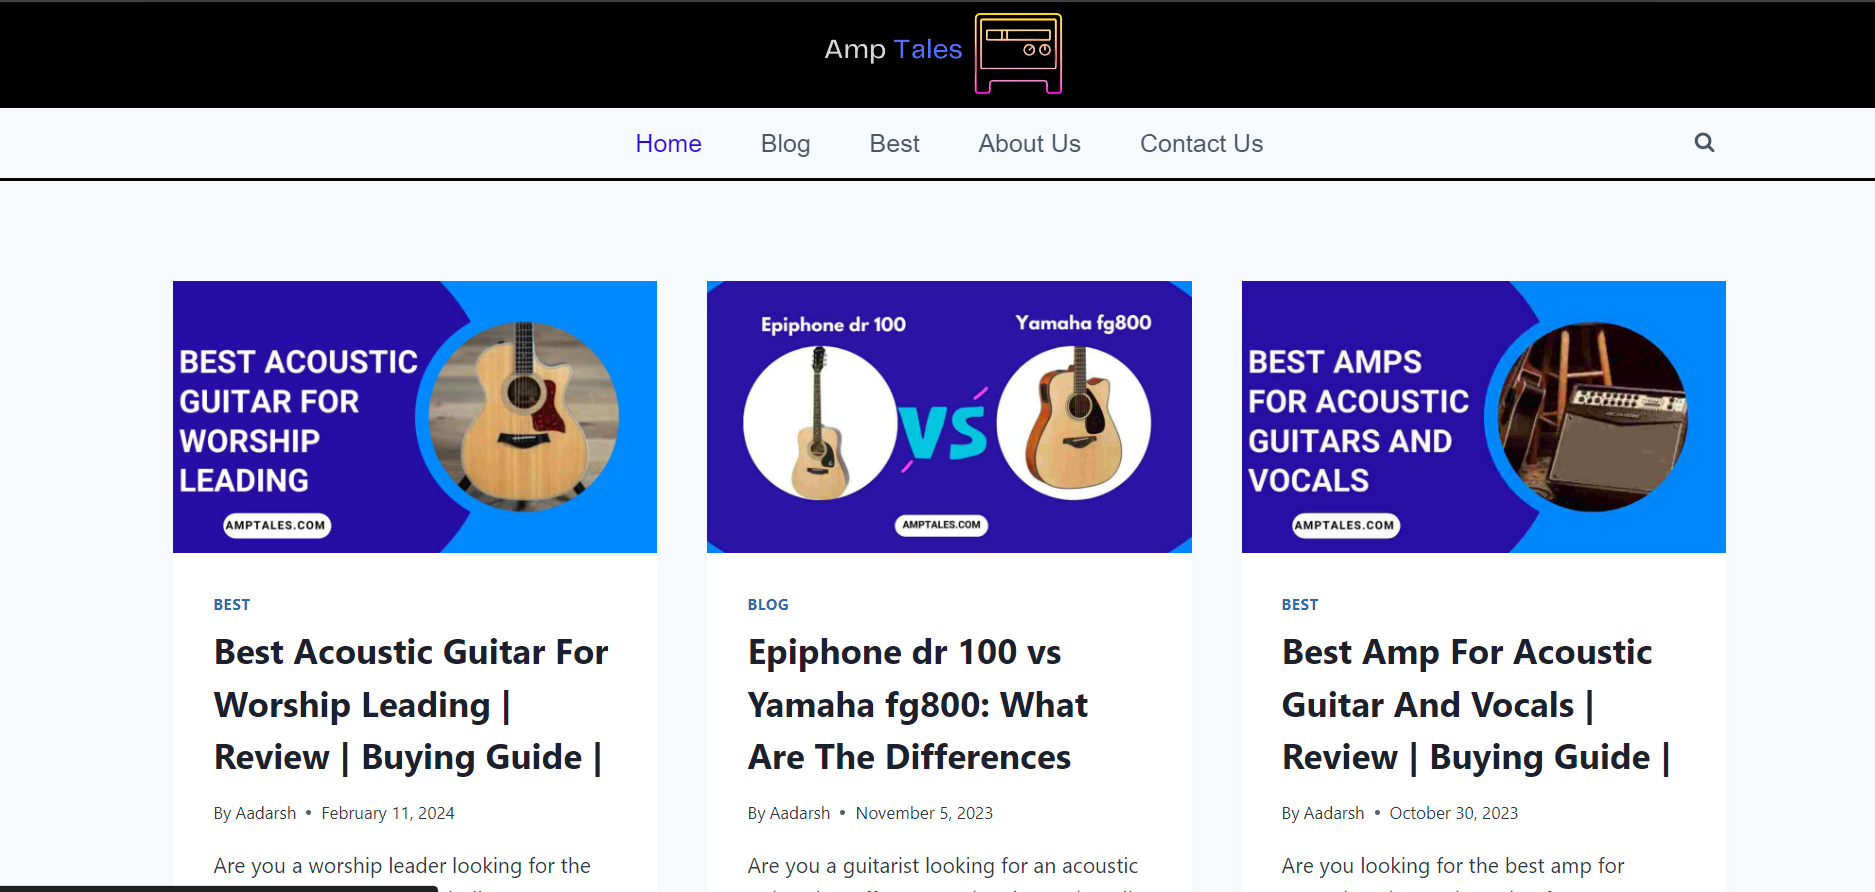 Amp Tales
Home Blog Best About Us Contact Us
BEST ACOUSTIC
GUITAR FOR
WORSHIP
LEADING
AMPTALES.COM
Epiphone dr 100
Yamaha fg800
VS
AMPTALES.COM
BEST AMPS
FOR ACOUSTIC
GUITARS AND
VOCALS
AMPTALES.COM
BEST
Best Acoustic Guitar For
Worship Leading |
Review | Buying Guide |
By Aadarsh • February 11, 2024
Are you a worship leader looking for the
BLOG
Epiphone dr 100 vs
Yamaha fg800: What
Are The Differences
By Aadarsh • November 5, 2023
Are you a guitarist looking for an acoustic
BEST
Best Amp For Acoustic
Guitar And Vocals |
Review | Buying Guide |
By Aadarsh • October 30, 2023
Are you looking for the best amp for